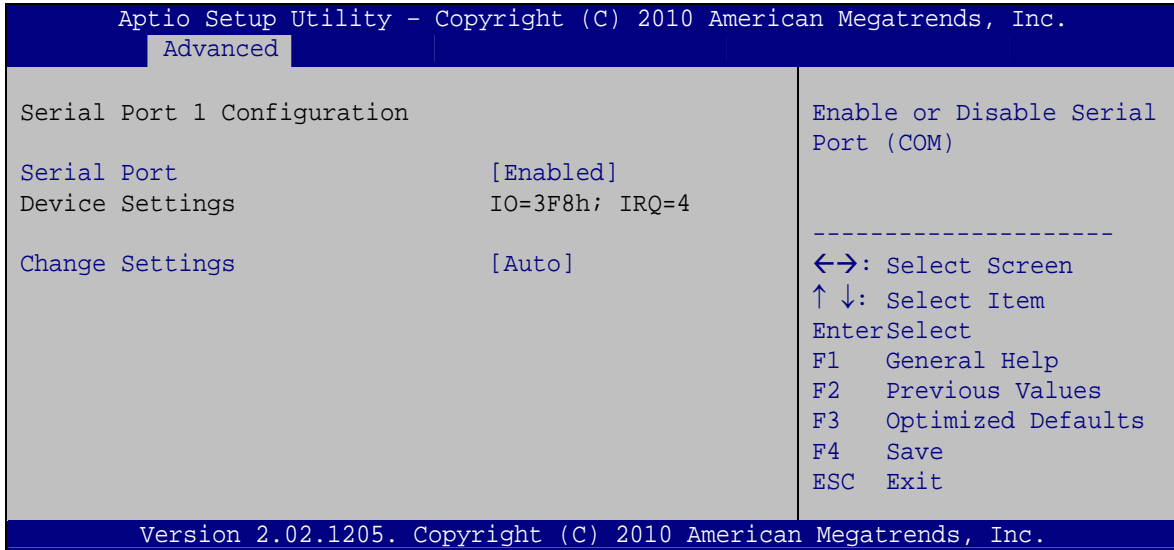 Aptio Setup Utility – Copyright (C) 2010 American Megatrends, Inc.
Advanced
Serial Port 1 Configuration
Serial Port [Enabled]
Device Settings IO=3F8h; IRQ=4
Change Settings [Auto]
Enable or Disable Serial
Port (COM)
---------------------
←→: Select Screen
↑ ↓: Select Item
EnterSelect
F1 General Help
F2 Previous Values
F3 Optimized Defaults
F4 Save
ESC Exit
Version 2.02.1205. Copyright (C) 2010 American Megatrends, Inc.